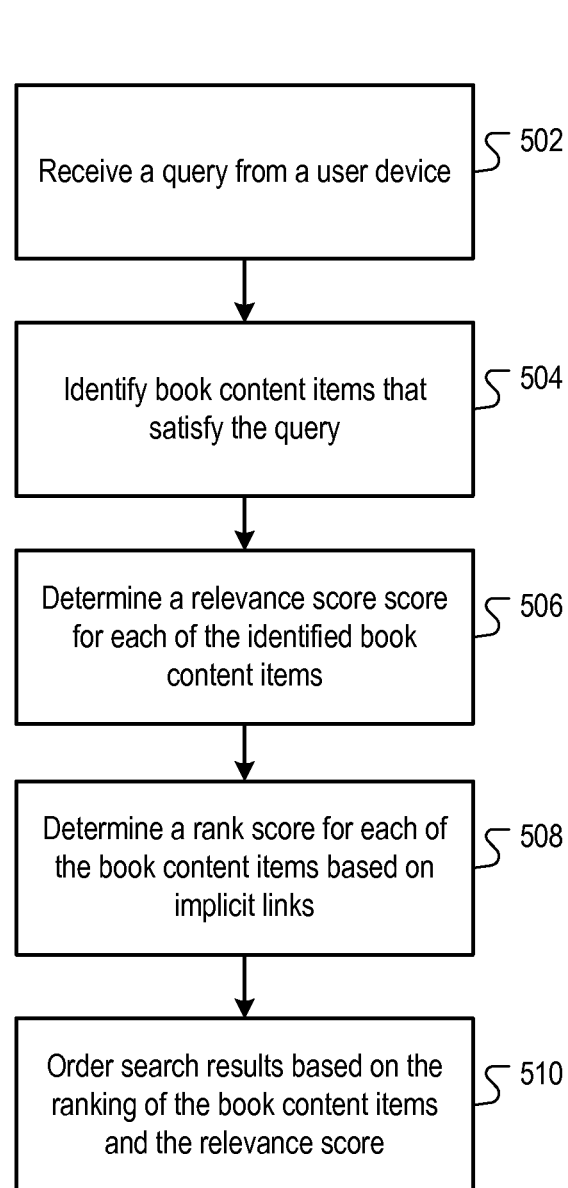 Receive a query from a user device
502
Identify book content items that
satisfy the query
504
Determine a relevance score score
for each of the identified book
content items
506
Determine a rank score for each of
the book content items based on
implicit links
508
Order search results based on the
ranking of the book content items
and the relevance score
510